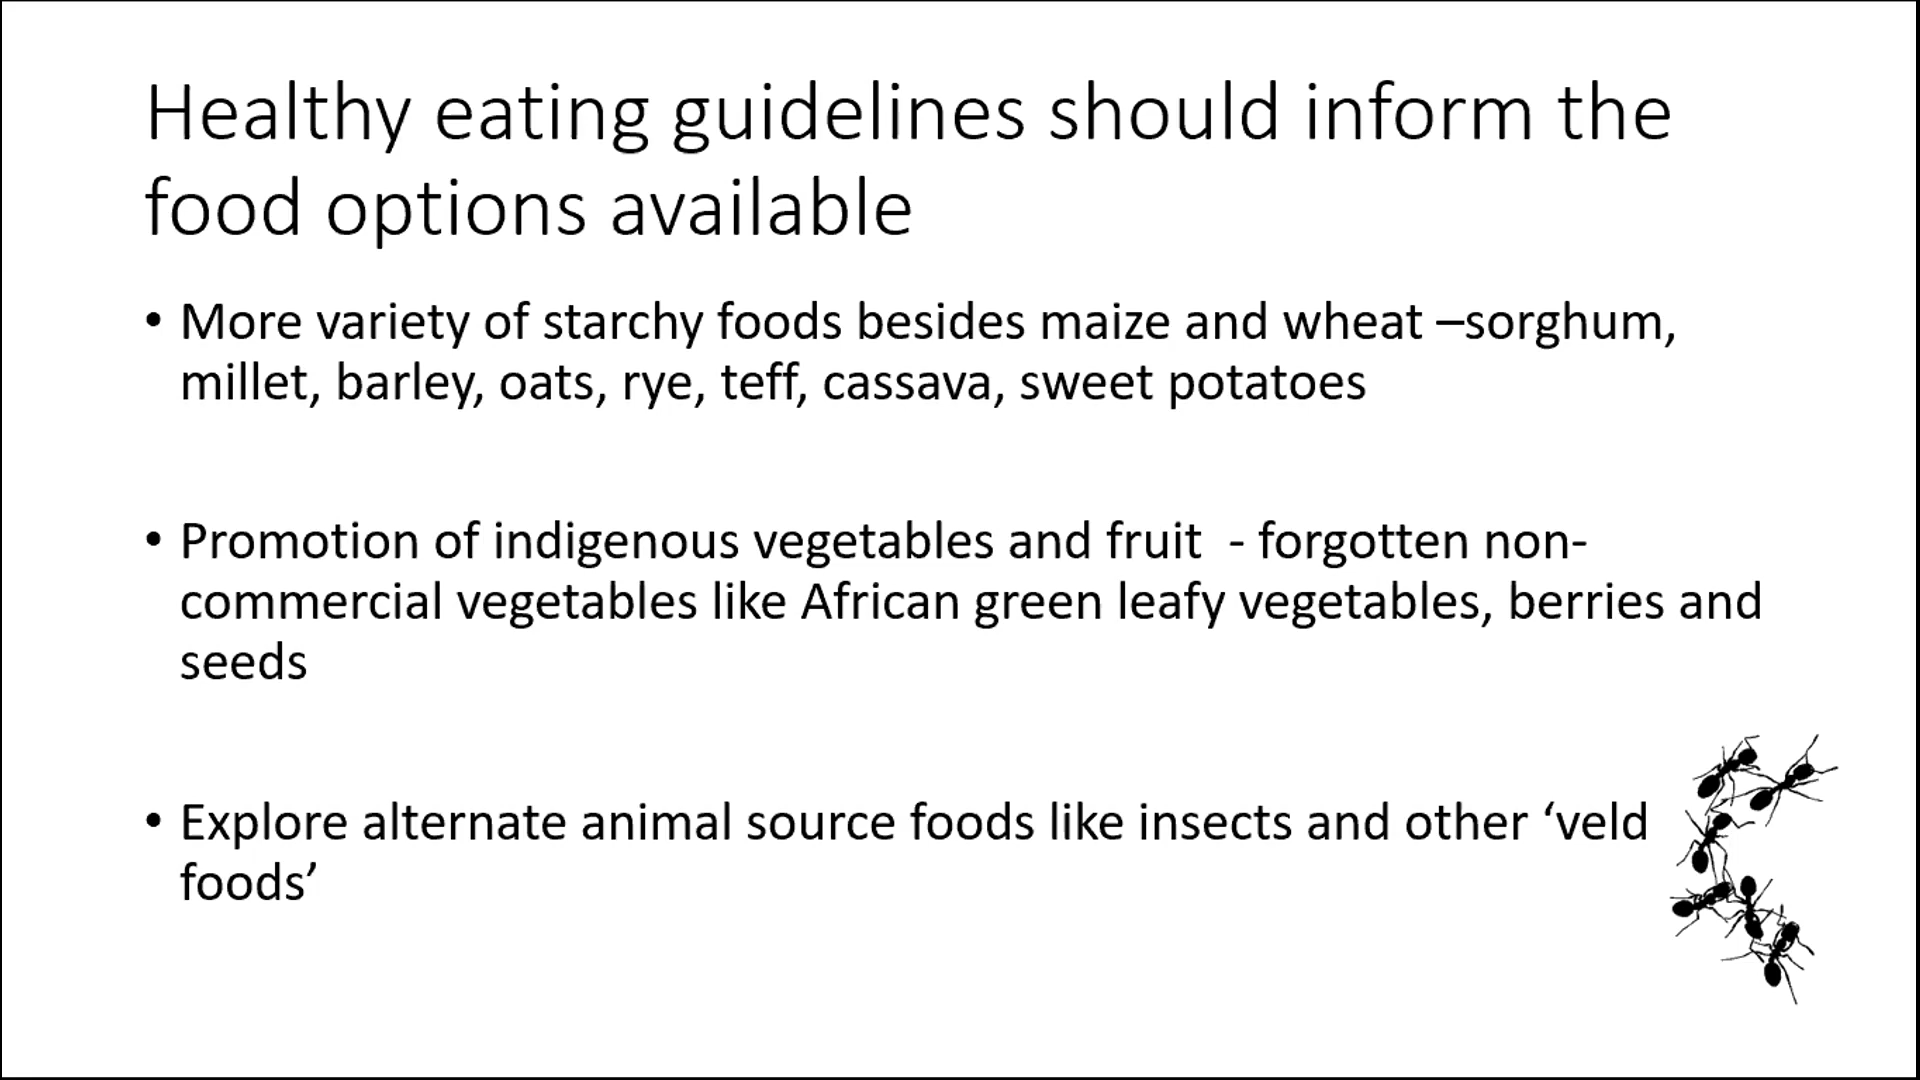 Healthy eating guidelines should inform the
food options available
• More variety of starchy foods besides maize and wheat –sorghum,
millet, barley, oats, rye, teff, cassava, sweet potatoes
• Promotion of indigenous vegetables and fruit  - forgotten non-
commercial vegetables like African green leafy vegetables, berries and
seeds
• Explore alternate animal source foods like insects and other ‘veld
foods’